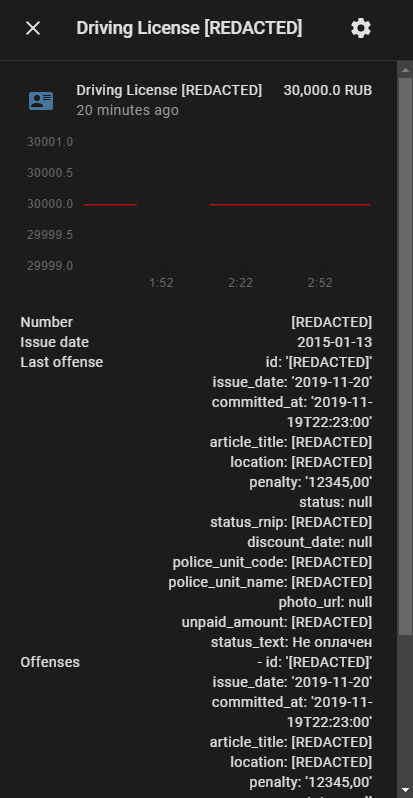 Driving License [REDACTED]
Driving License [REDACTED] 30,000.0 RUB
20 minutes ago
30001.0
30000.5
30000.0
29999.5
29999.0
1:52 2:22 2:52
Number [REDACTED]
Issue date 2015-01-13
Last offense id: '[REDACTED]'
issue_date: '2019-11-20'
committed_at: '2019-11-
19T22:23:00'
article_title: [REDACTED]
location: [REDACTED]
penalty: '12345,00'
status: null
status_rnip: [REDACTED]
discount_date: null
police_unit_code: [REDACTED]
police_unit_name: [REDACTED]
photo_url: null
unpaid_amount: [REDACTED]
status_text: Не оплачен
Offenses - id: '[REDACTED]'
issue_date: '2019-11-20'
committed_at: '2019-11-
19T22:23:00'
article_title: [REDACTED]
location: [REDACTED]
penalty: '12345,00'